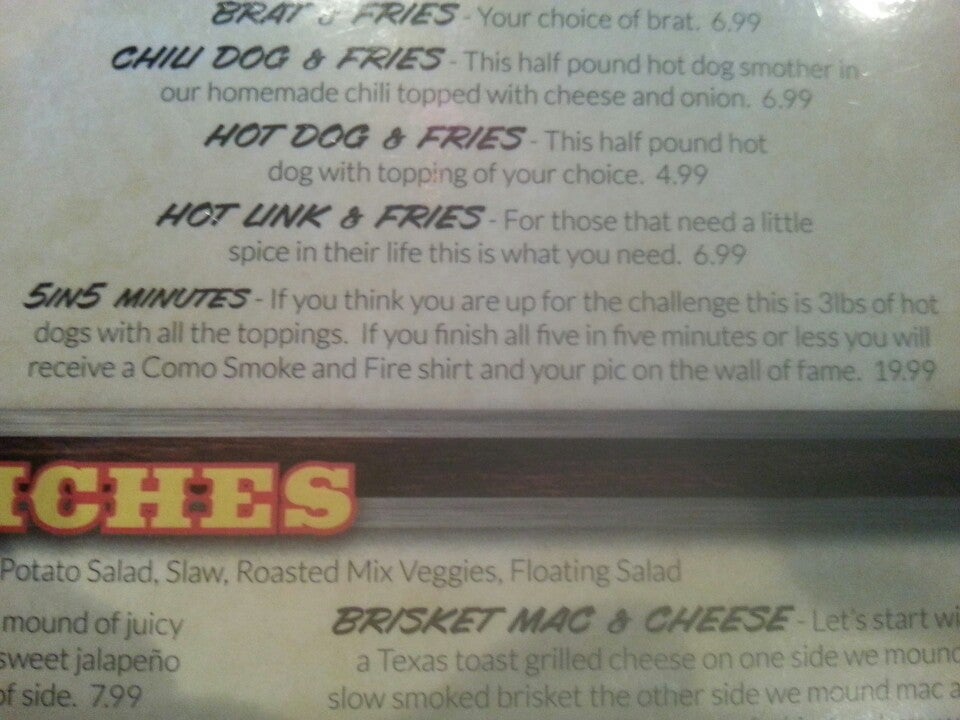 BRAT & FRIES - Your choice of brat. 6.99
CHILI DOG & FRIES - This half pound hot dog smother in
our homemade chili topped with cheese and onion. 6.99
HOT DOG & FRIES - This half pound hot
dog with topping of your choice. 4.99
HOT LINK & FRIES - For those that need a little
spice in their life this is what you need. 6.99
5IN5 MINUTES - If you think you are up for the challenge this is 3lbs of hot
dogs with all the toppings. If you finish all five in five minutes or less you will
receive a Como Smoke and Fire shirt and your pic on the wall of fame. 19.99
ICHES
Potato Salad, Slaw, Roasted Mix Veggies, Floating Salad
mound of juicy
sweet jalapeño
of side. 7.99
BRISKET MAC & CHEESE - Let's start wi
a Texas toast grilled cheese on one side we mound
slow smoked brisket the other side we mound mac a